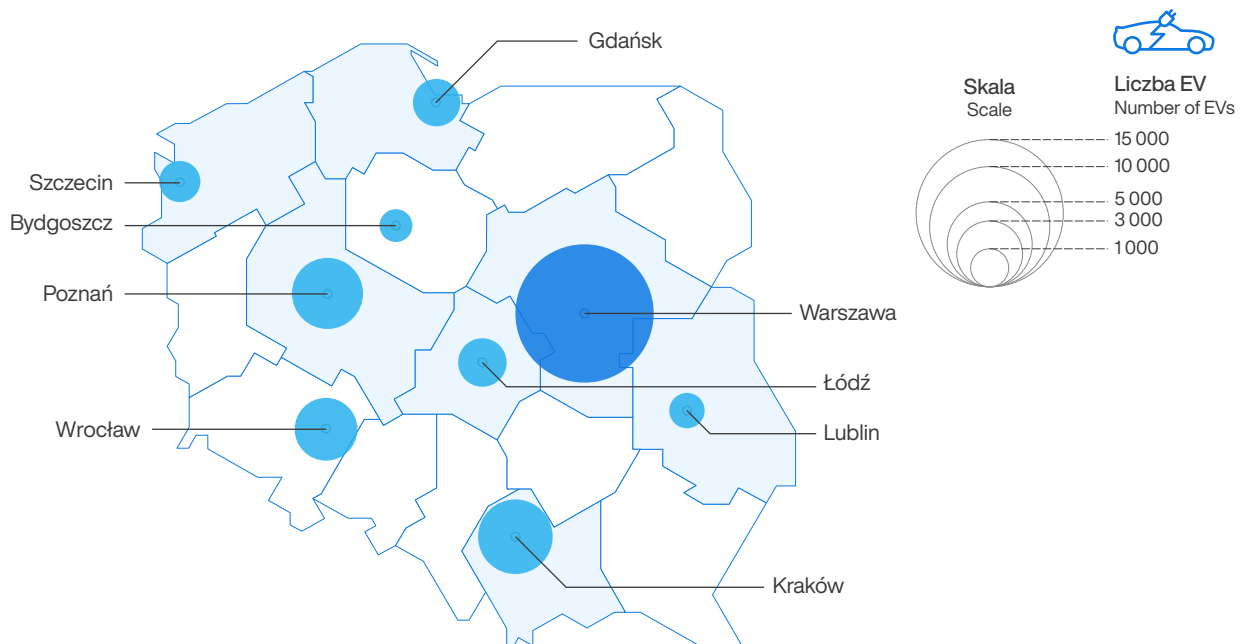 Gdańsk
Szczecin
Bydgoszcz
Poznań
Wrocław
Warszawa
Łódź
Lublin
Kraków
Skala
Scale
Liczba EV
Number of EVs
15 000
10 000
5 000
3 000
1 000